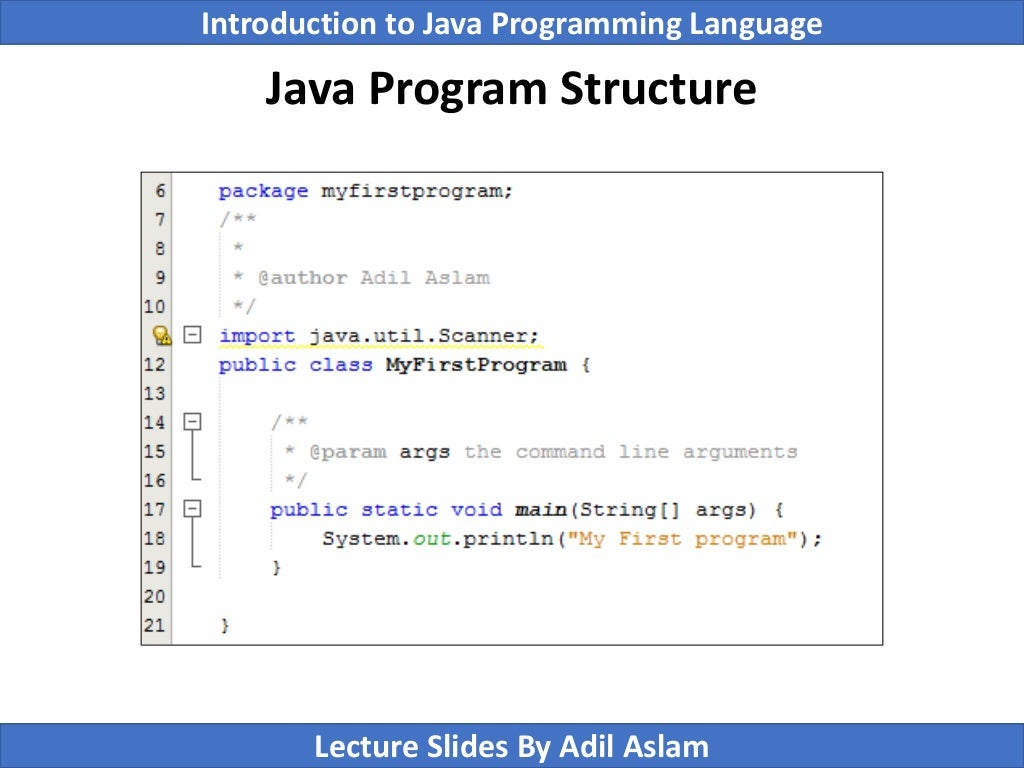 Introduction to Java Programming Language
Java Program Structure
6 package myfirstprogram;
7 /**
8 *
9 * @author Adil Aslam
10 */
import java.util.Scanner;
12 public class MyFirstProgram {
13
14 /**
15 * @param args the command line arguments
16 */
17 public static void main(String[] args) {
18 System.out.println("My First program");
19 }
20
21 }
Lecture Slides By Adil Aslam